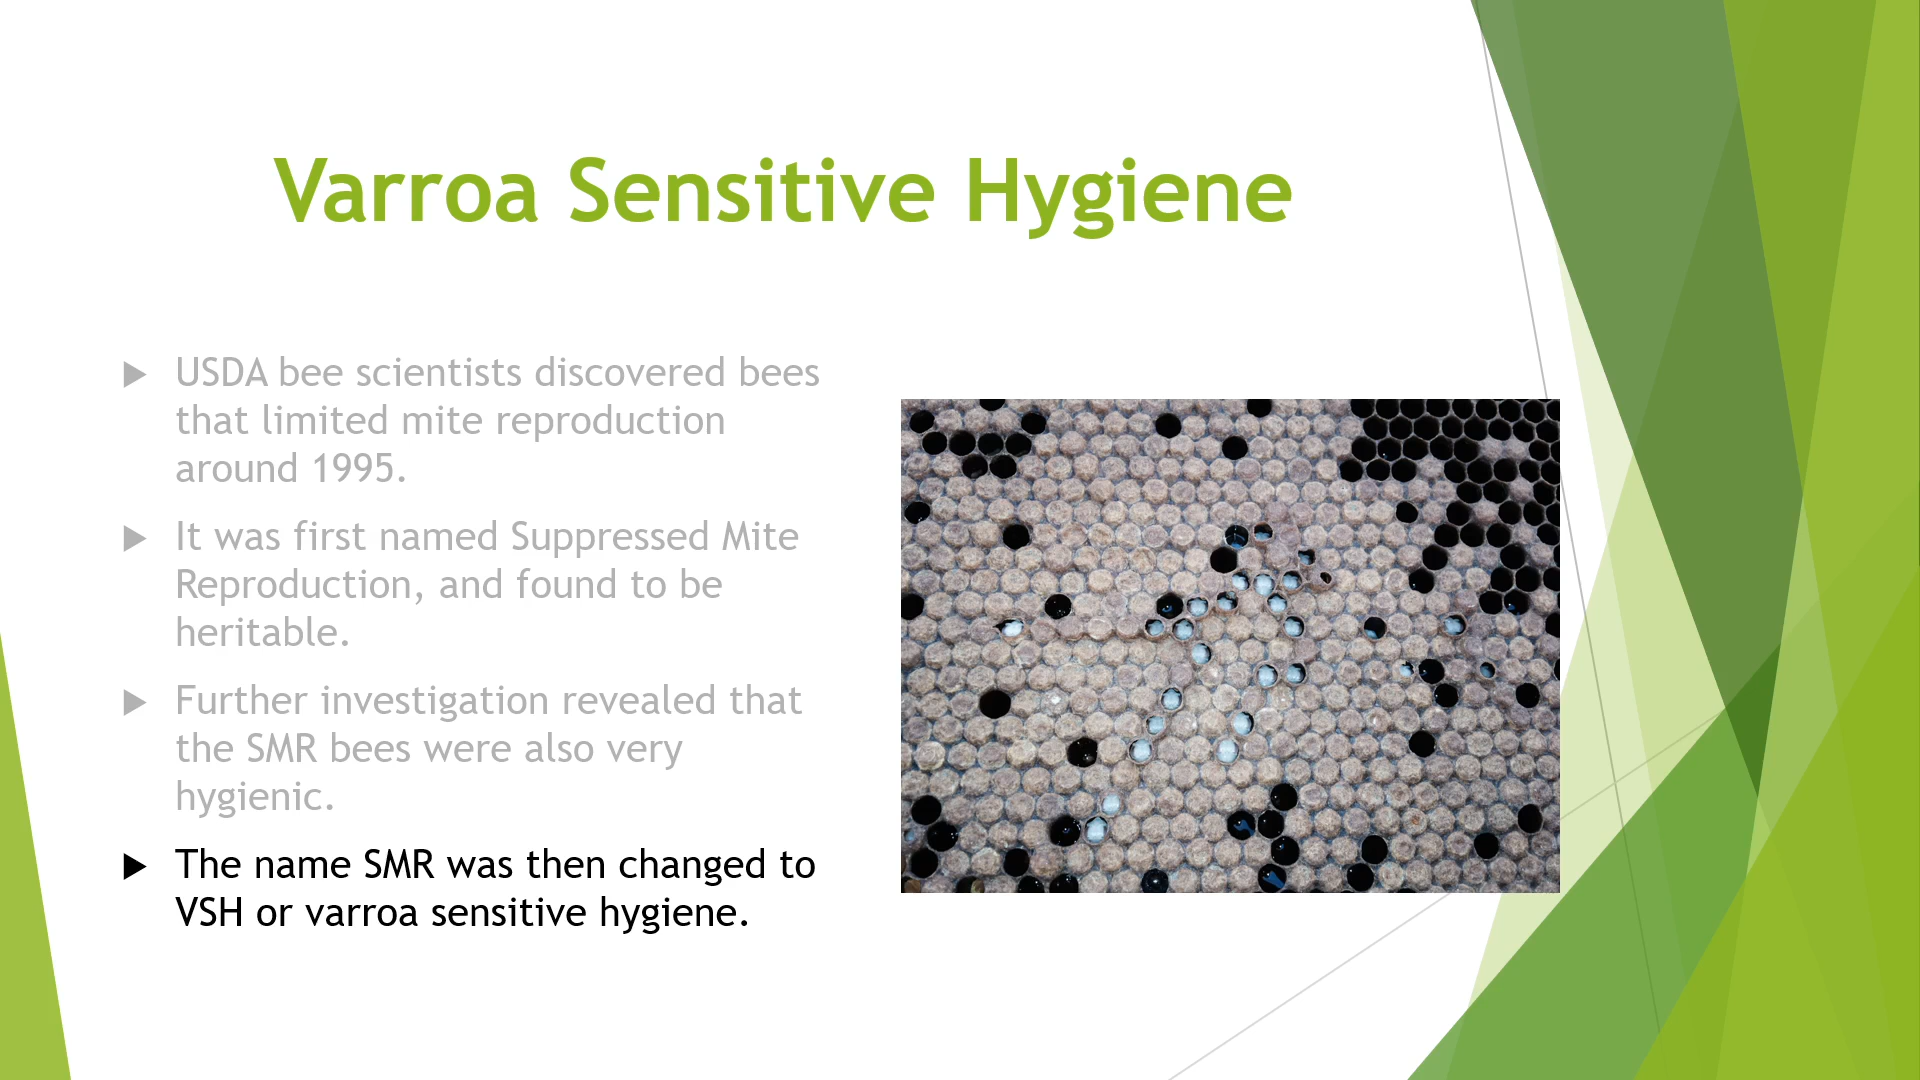 Varroa Sensitive Hygiene
USDA bee scientists discovered bees
that limited mite reproduction
around 1995.
It was first named Suppressed Mite
Reproduction, and found to be
heritable.
Further investigation revealed that
the SMR bees were also very
hygienic.
The name SMR was then changed to
VSH or varroa sensitive hygiene.